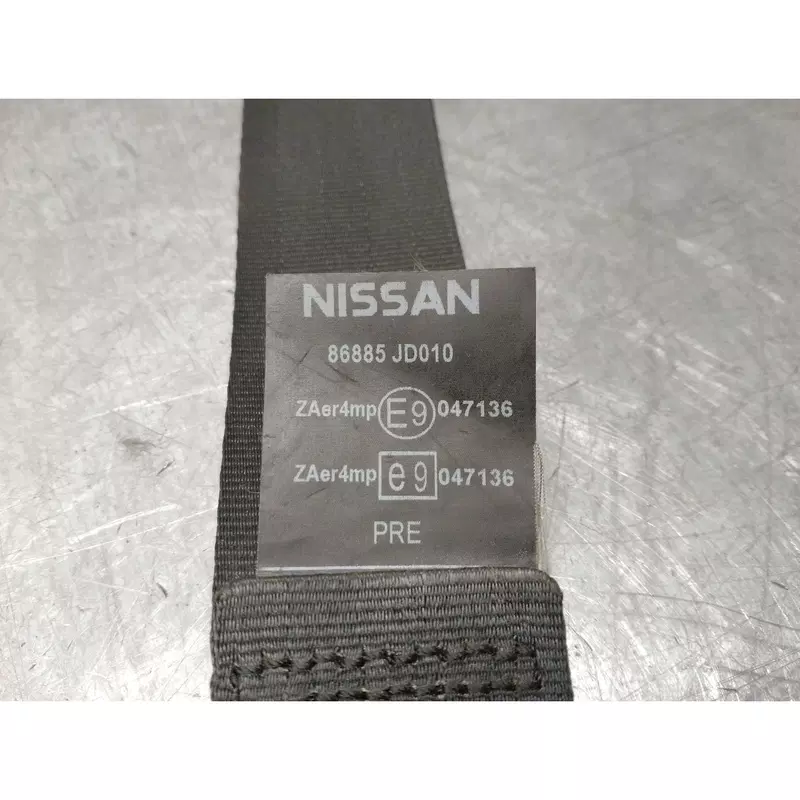 NISSAN
86885 JD010
ZAer4mp E9 047136
ZAer4mp e9 047136
PRE